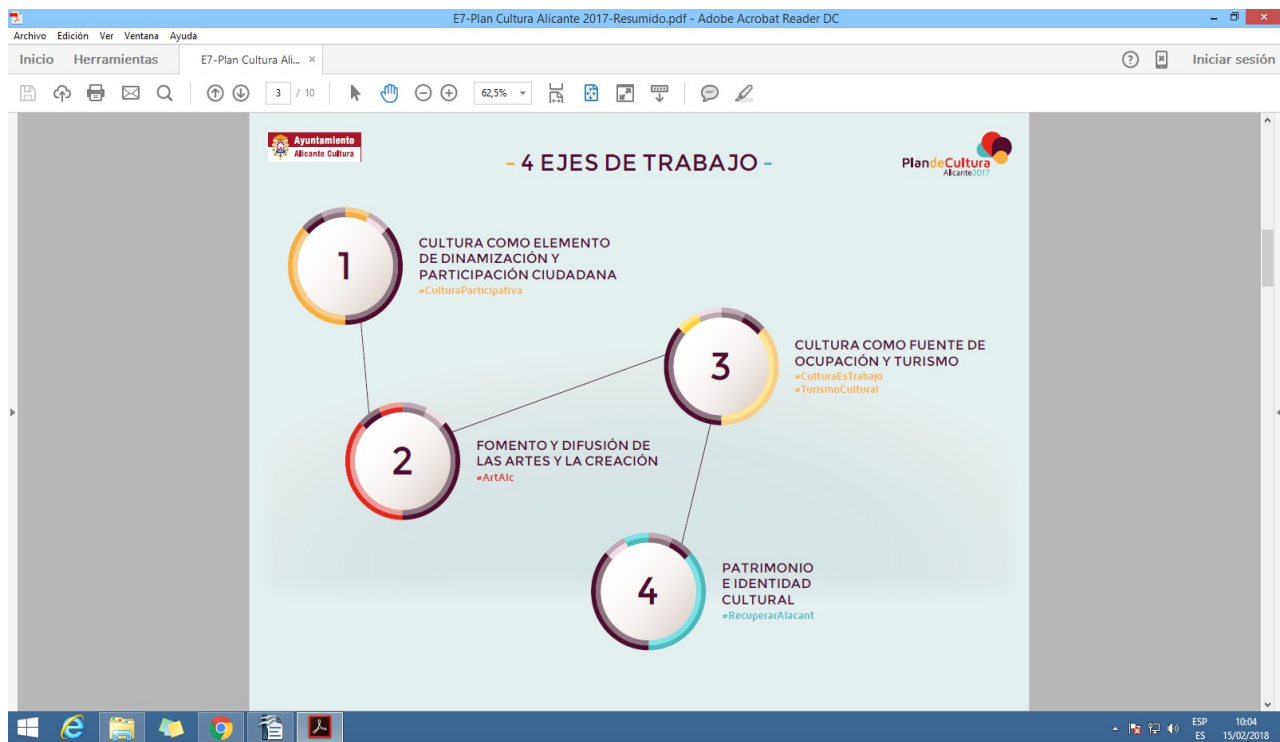 E7-Plan Cultura Alicante 2017-Resumido.pdf - Adobe Acrobat Reader DC
Archivo Edición Ver Ventana Ayuda
Inicio Herramientas E7-Plan Cultura Ali... × Iniciar sesión
3 / 10 62,5%
Ayuntamiento
Alicante Cultura
- 4 EJES DE TRABAJO -
PlandeCultura
Alicante2017
1
CULTURA COMO ELEMENTO
DE DINAMIZACIÓN Y
PARTICIPACIÓN CIUDADANA
#CulturaParticipativa
3
CULTURA COMO FUENTE DE
OCUPACIÓN Y TURISMO
#CulturaEsTrabajo
#TurismoCultural
2
FOMENTO Y DIFUSIÓN DE
LAS ARTES Y LA CREACIÓN
#ArtAlc
4
PATRIMONIO
E IDENTIDAD
CULTURAL
#RecuperarAlacant
ESP 10:04
ES 15/02/2018